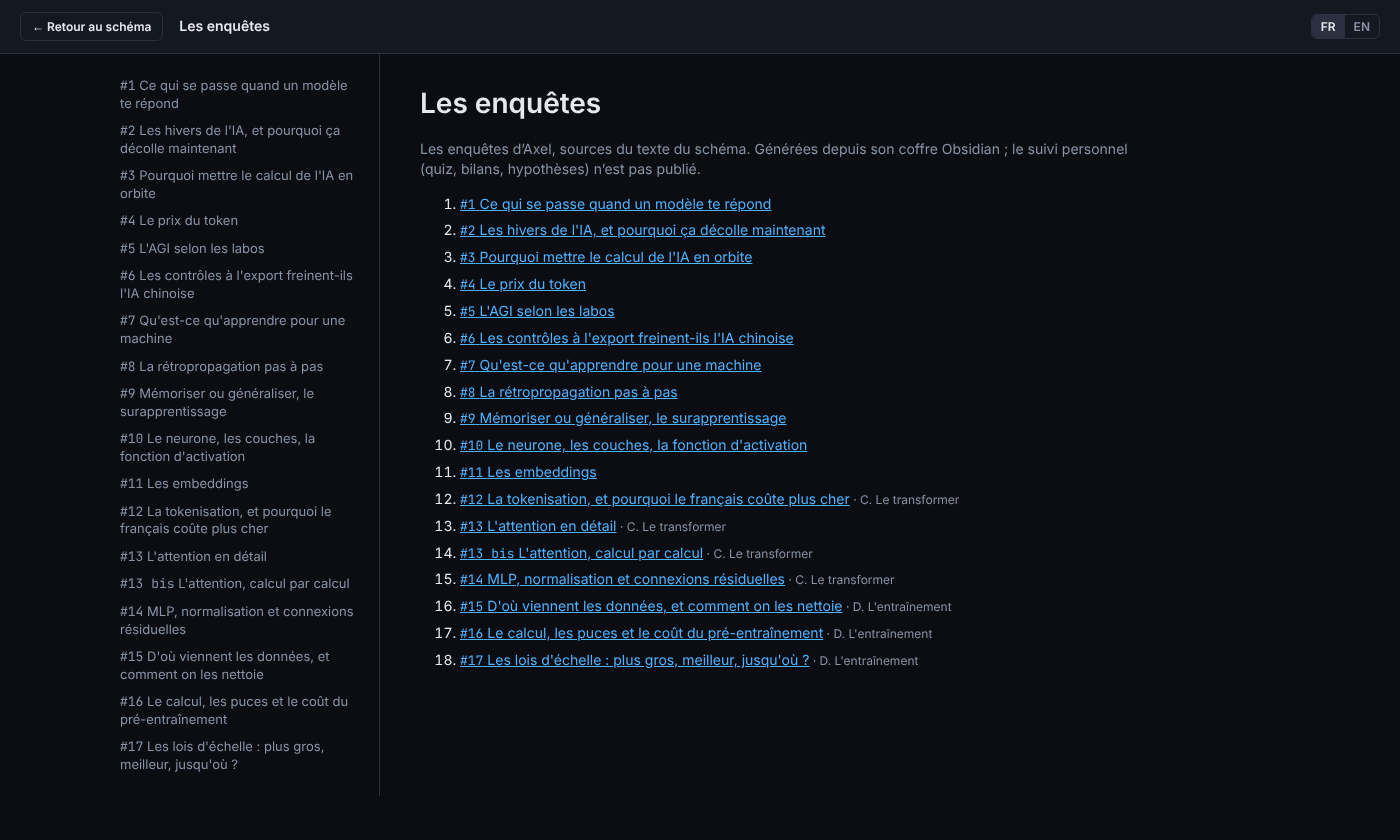 ← Retour au schéma
Les enquêtes
FR
EN
#1 Ce qui se passe quand un modèle
te répond
#2 Les hivers de l'IA, et pourquoi ça
décolle maintenant
#3 Pourquoi mettre le calcul de l'IA en
orbite
#4 Le prix du token
#5 L'AGI selon les labos
#6 Les contrôles à l'export freinent-ils
l'IA chinoise
#7 Qu'est-ce qu'apprendre pour une
machine
#8 La rétropropagation pas à pas
#9 Mémoriser ou généraliser, le
surapprentissage
#10 Le neurone, les couches, la
fonction d'activation
#11 Les embeddings
#12 La tokenisation, et pourquoi le
français coûte plus cher
#13 L'attention en détail
#13 bis L'attention, calcul par calcul
#14 MLP, normalisation et connexions
résiduelles
#15 D'où viennent les données, et
comment on les nettoie
#16 Le calcul, les puces et le coût du
pré-entraînement
#17 Les lois d'échelle : plus gros,
meilleur, jusqu'où ?
Les enquêtes
Les enquêtes d’Axel, sources du texte du schéma. Générées depuis son coffre Obsidian ; le suivi personnel
(quiz, bilans, hypothèses) n’est pas publié.
1. #1 Ce qui se passe quand un modèle te répond
2. #2 Les hivers de l'IA, et pourquoi ça décolle maintenant
3. #3 Pourquoi mettre le calcul de l'IA en orbite
4. #4 Le prix du token
5. #5 L'AGI selon les labos
6. #6 Les contrôles à l'export freinent-ils l'IA chinoise
7. #7 Qu'est-ce qu'apprendre pour une machine
8. #8 La rétropropagation pas à pas
9. #9 Mémoriser ou généraliser, le surapprentissage
10. #10 Le neurone, les couches, la fonction d'activation
11. #11 Les embeddings
12. #12 La tokenisation, et pourquoi le français coûte plus cher · C. Le transformer
13. #13 L'attention en détail · C. Le transformer
14. #13 bis L'attention, calcul par calcul · C. Le transformer
15. #14 MLP, normalisation et connexions résiduelles · C. Le transformer
16. #15 D'où viennent les données, et comment on les nettoie · D. L'entraînement
17. #16 Le calcul, les puces et le coût du pré-entraînement · D. L'entraînement
18. #17 Les lois d'échelle : plus gros, meilleur, jusqu'où ? · D. L'entraînement